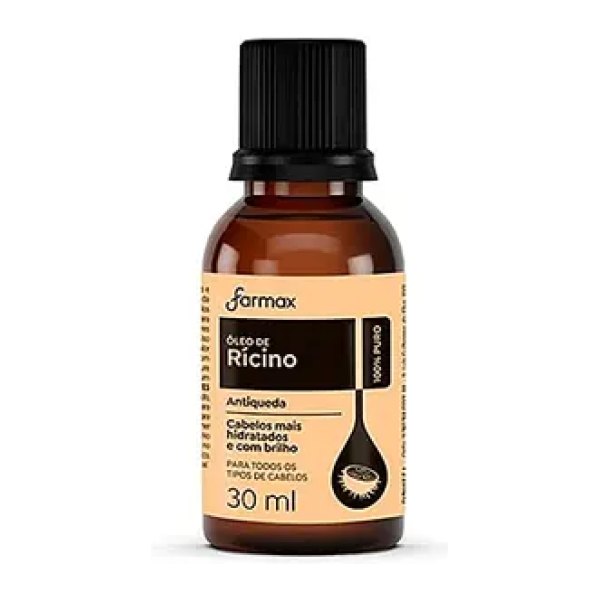 farmax
ÓLEO DE
Rícino
100% PURO
Antiqueda
Cabelos mais
hidratados
e com brilho
PARA TODOS OS
TIPOS DE CABELOS
30 ml